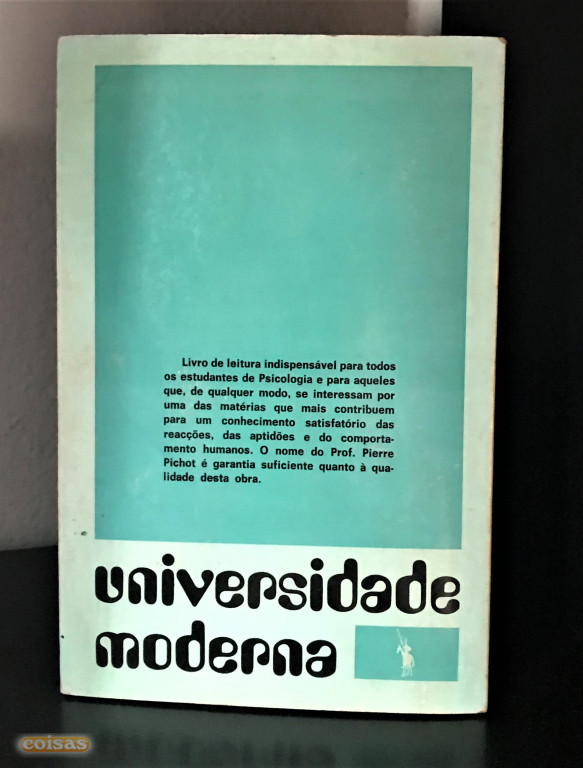 Livro de leitura indispensável para todos
os estudantes de Psicologia e para aqueles
que, de qualquer modo, se interessam por
uma das matérias que mais contribuem
para um conhecimento satisfatório das
reacções, das aptidões e do comporta-
mento humanos. O nome do Prof. Pierre
Pichot é garantia suficiente quanto à qua-
lidade desta obra.
universidade
moderna
coisas